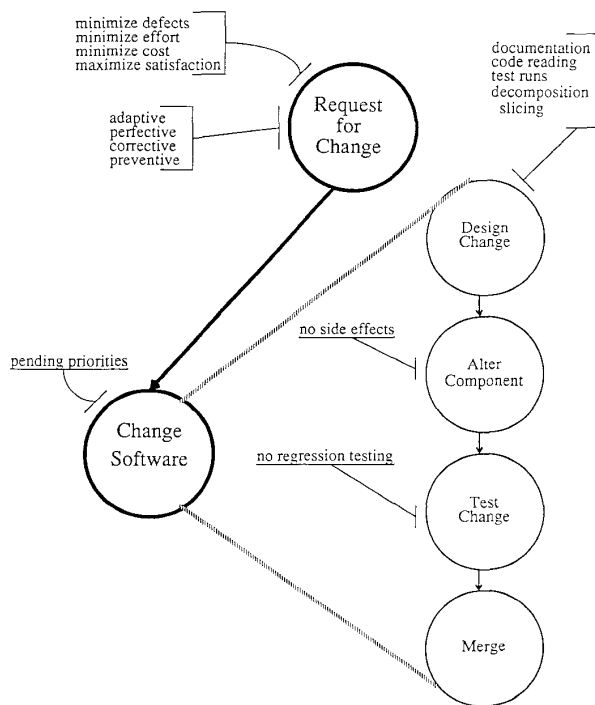 minimize defects
minimize effort
minimize cost
maximize satisfaction
adaptive
perfective
corrective
preventive
Request
for
Change
documentation
code reading
test runs
decomposition
slicing
Design
Change
no side effects
Alter
Component
pending priorities
Change
Software
no regression testing
Test
Change
Merge